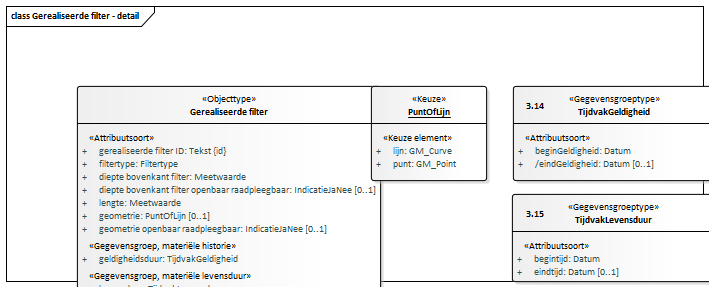 class Gerealiseerde filter - detail
«Objecttype»
Gerealiseerde filter
«Attribuutsoort»
+ gerealiseerde filter ID: Tekst {id}
+ filtertype: Filtertype
+ diepte bovenkant filter: Meetwaarde
+ diepte bovenkant filter openbaar raadpleegbaar: IndicatieJaNee [0..1]
+ lengte: Meetwaarde
+ geometrie: PuntOfLijn [0..1]
+ geometrie openbaar raadpleegbaar: IndicatieJaNee [0..1]
«Gegevensgroep, materiële historie»
+ geldigheidsduur: TijdvakGeldigheid
«Gegevensgroep, materiële levensduur»
«Keuze»
PuntOfLijn
«Keuze element»
+ lijn: GM_Curve
+ punt: GM_Point
3.14
«Gegevensgroeptype»
TijdvakGeldigheid
«Attribuutsoort»
+ beginGeldigheid: Datum
+ /eindGeldigheid: Datum [0..1]
3.15
«Gegevensgroeptype»
TijdvakLevensduur
«Attribuutsoort»
+ begintijd: Datum
+ eindtijd: Datum [0..1]